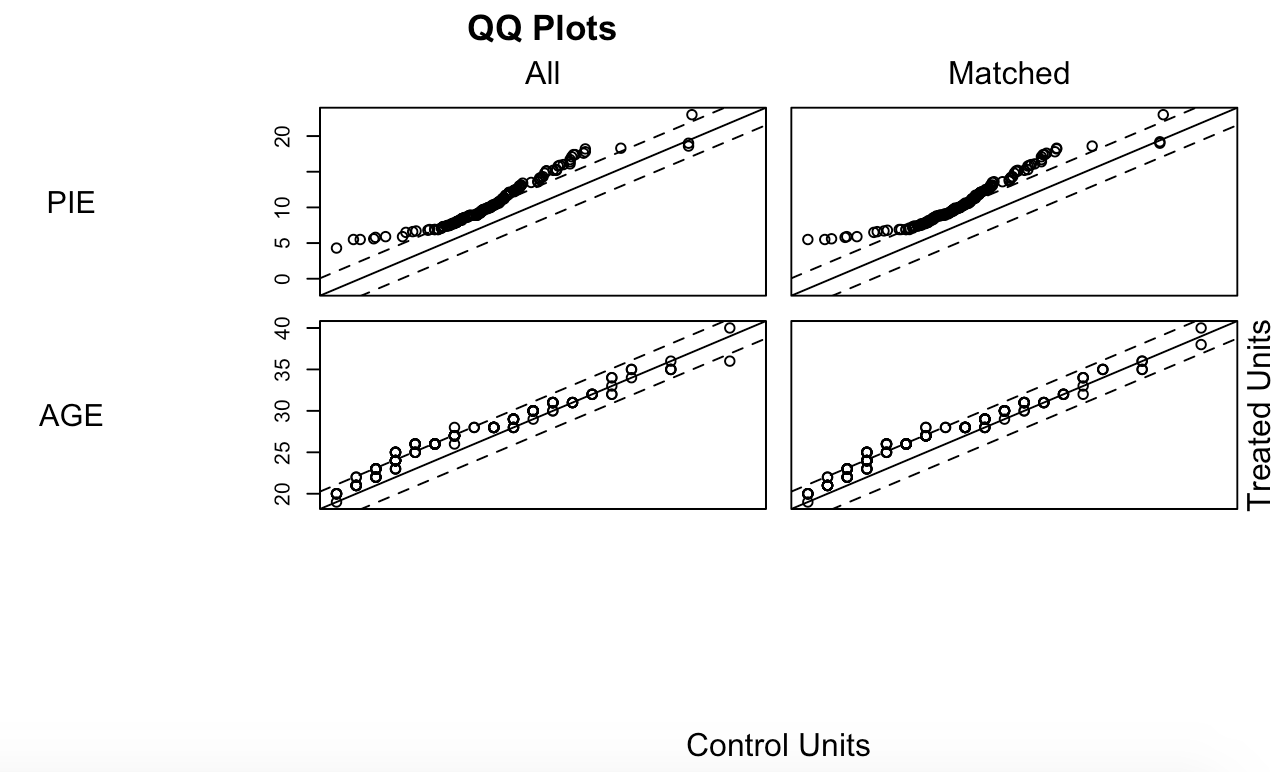 QQ Plots
All Matched
PIE
20
10
5
0
AGE
40
35
30
25
20
Treated Units
Control Units